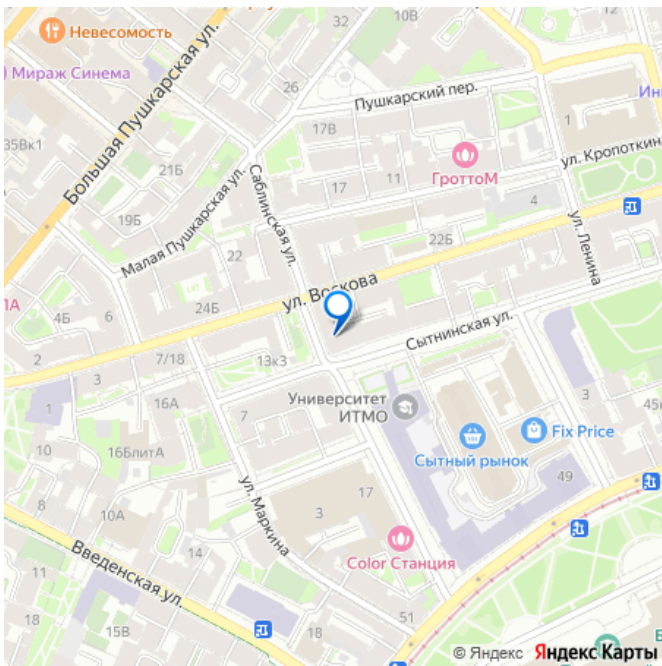 Невесомость
32
10В
Мираж Синема
26
Пушкарский пер.
Большая Пушкарская ул.
35Вк1
17В
1
ГроттоМ
ул. Кропоткина
21Б
Саблинская ул.
17
11
4
19Б
Малая Пушкарская ул.
22
22Б
ул. Ленина
ул. Воскова
24Б
4Б
6
Сытнинская ул.
2
7/18
13к3
3
3
1
16А
7
Университет
ИТМО
Fix Price
10
16БлитА
Сытный рынок
49
8
ул. Маркина
17
10А
3
14
Color Станция
Введенская ул.
11
18
51
15В
18
© Яндекс Яндекс Карты